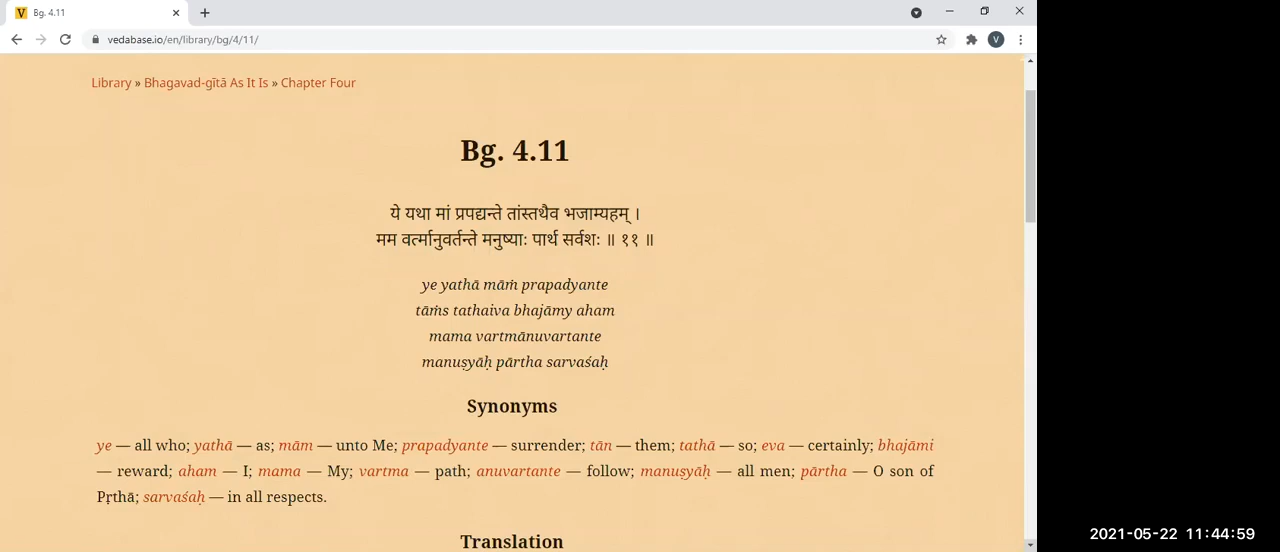 Bg. 4.11
vedabase.io/en/library/bg/4/11/
V
Library » Bhagavad-gītā As It Is » Chapter Four
Bg. 4.11
ये यथा मां प्रपद्यन्ते तांस्तथैव भजाम्यहम् ।
मम वर्त्मानुवर्तन्ते मनुष्याः पार्थ सर्वशः ॥ ११ ॥
ye yathā māṁ prapadyante
tāṁs tathaiva bhajāmy aham
mama vartmānuvartante
manuṣyāḥ pārtha sarvaśaḥ
Synonyms
ye — all who; yathā — as; mām — unto Me; prapadyante — surrender; tān — them; tathā — so; eva — certainly; bhajāmi
— reward; aham — I; mama — My; vartma — path; anuvartante — follow; manuṣyāḥ — all men; pārtha — O son of
Pṛthā; sarvaśaḥ — in all respects.
Translation
2021-05-22 11:44:59